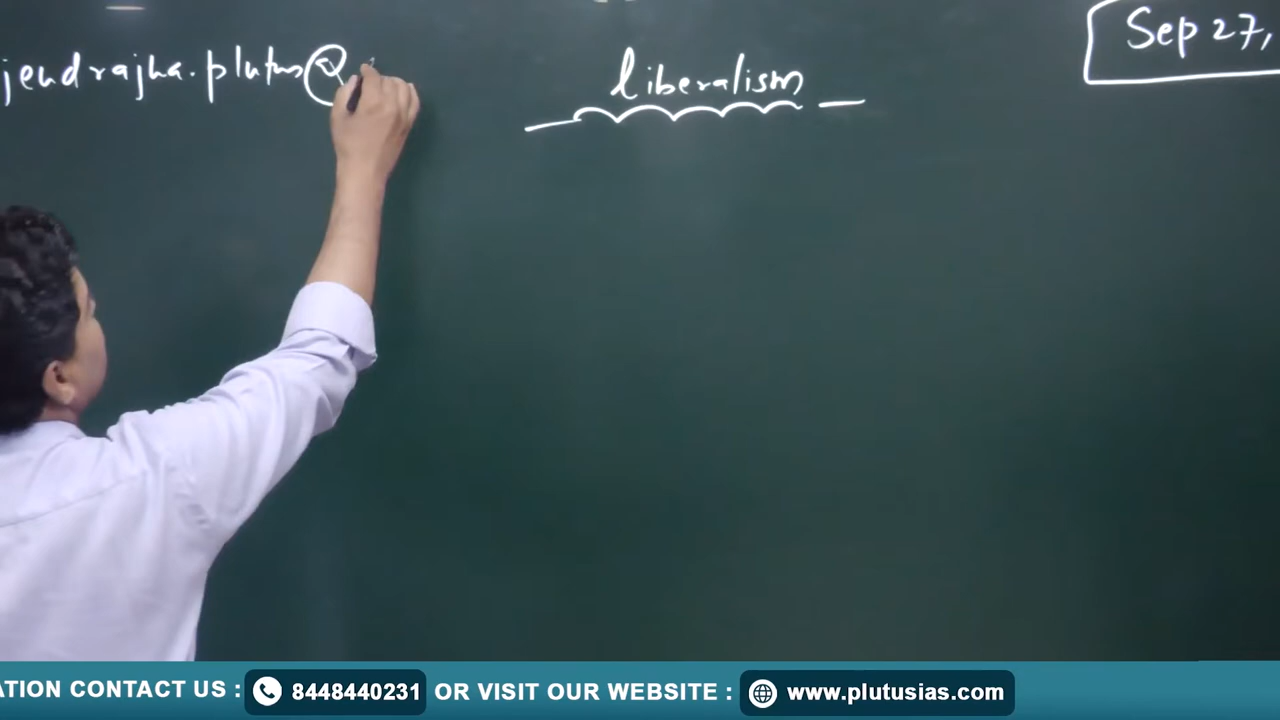 jendrajha.plutus@
liberalism
Sep 27,
ATION CONTACT US : 8448440231 OR VISIT OUR WEBSITE : www.plutusias.com